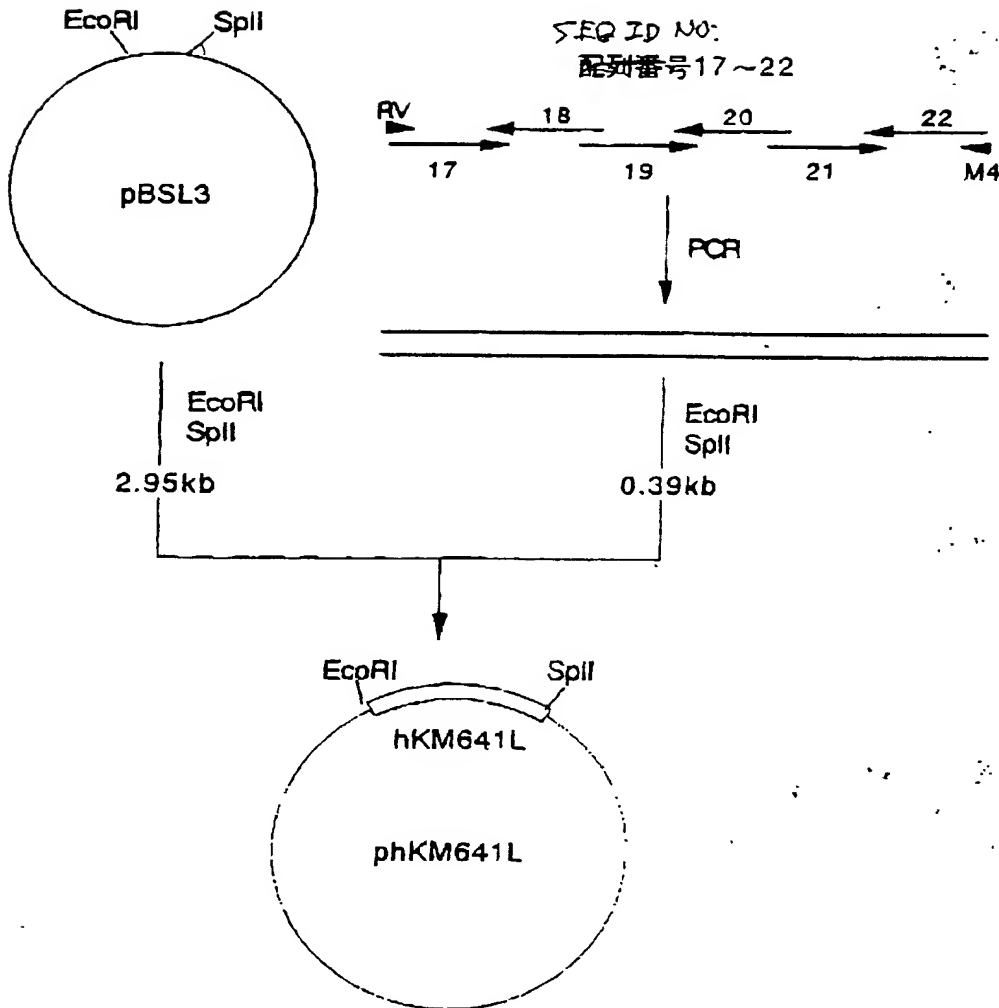 EcoRI
SplI
SEQ ID NO:
配列番号17~22
RV
18
20
22
17
19
21
M4
pBSL3
PCR
EcoRI
SplI
2.95kb
EcoRI
SplI
0.39kb
EcoRI
SplI
hKM641L
phKM641L